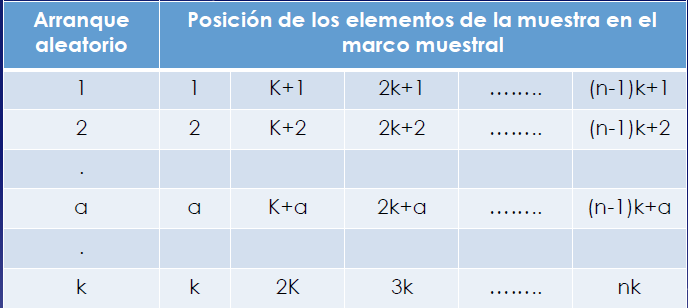 Arranque aleatorio Posición de los elementos de la muestra en el marco muestral
1 1 K+1 2k+1 …….. (n-1)k+1
2 2 K+2 2k+2 …….. (n-1)k+2
.
a a K+a 2k+a …….. (n-1)k+a
.
k k 2K 3k …….. nk